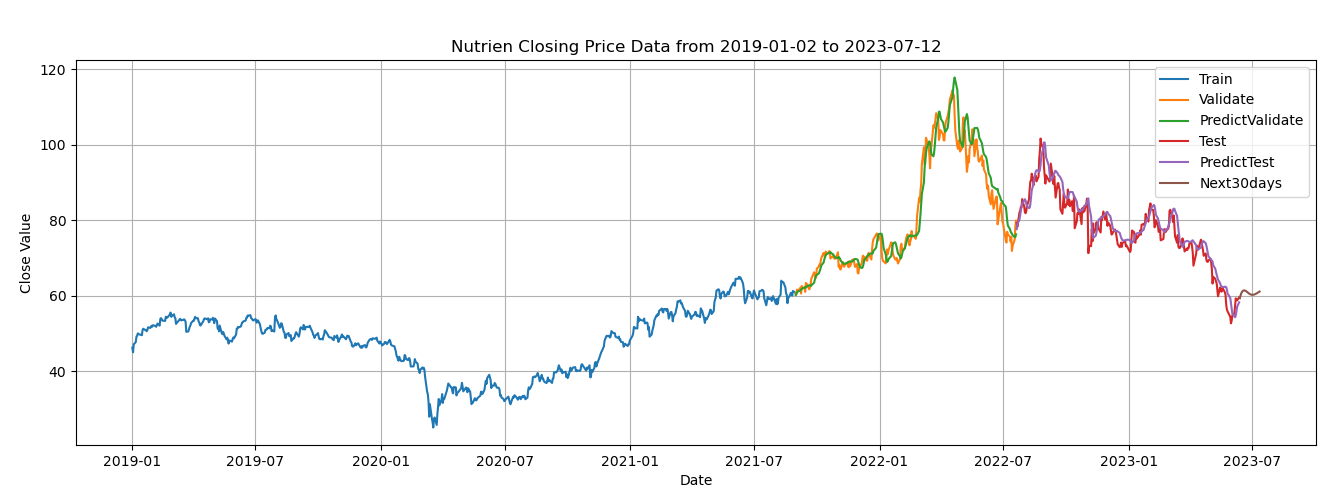 Nutrien Closing Price Data from 2019-01-02 to 2023-07-12
120
100
80
60
40
Close Value
Train
Validate
PredictValidate
Test
PredictTest
Next30days
2019-01
2019-07
2020-01
2020-07
2021-01
2021-07
2022-01
2022-07
2023-01
2023-07
Date